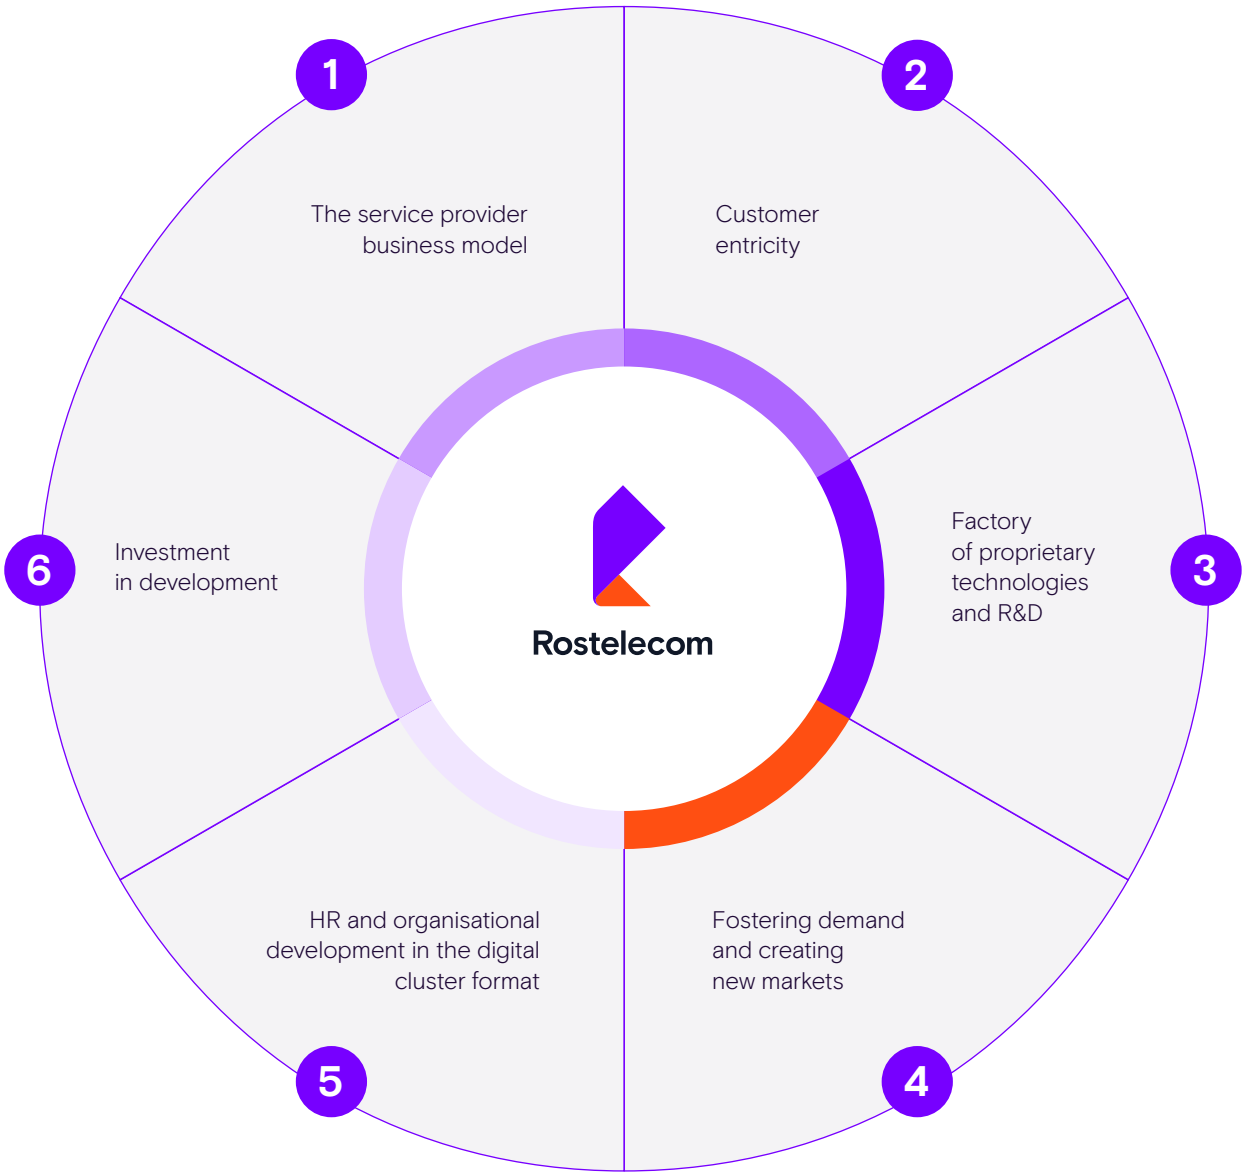 1
The service provider
business model
2
Customer
entricity
3
Factory
of proprietary
technologies
and R&D
4
Fostering demand
and creating
new markets
5
HR and organisational
development in the digital
cluster format
6
Investment
in development
Rostelecom